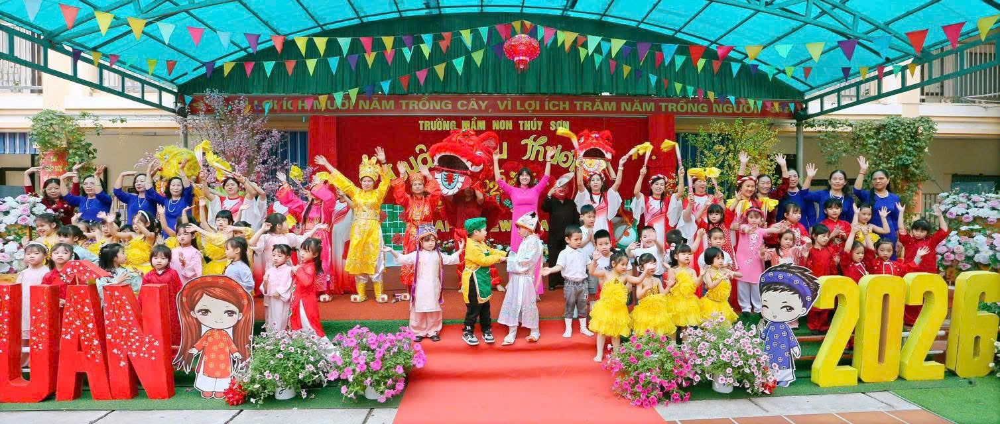 LỢI ÍCH MƯỜI NĂM TRỒNG CÂY, VÌ LỢI ÍCH TRĂM NĂM TRỒNG NGƯỜI
TRƯỜNG MẦM NON THÚY SƠN
UAN 2026